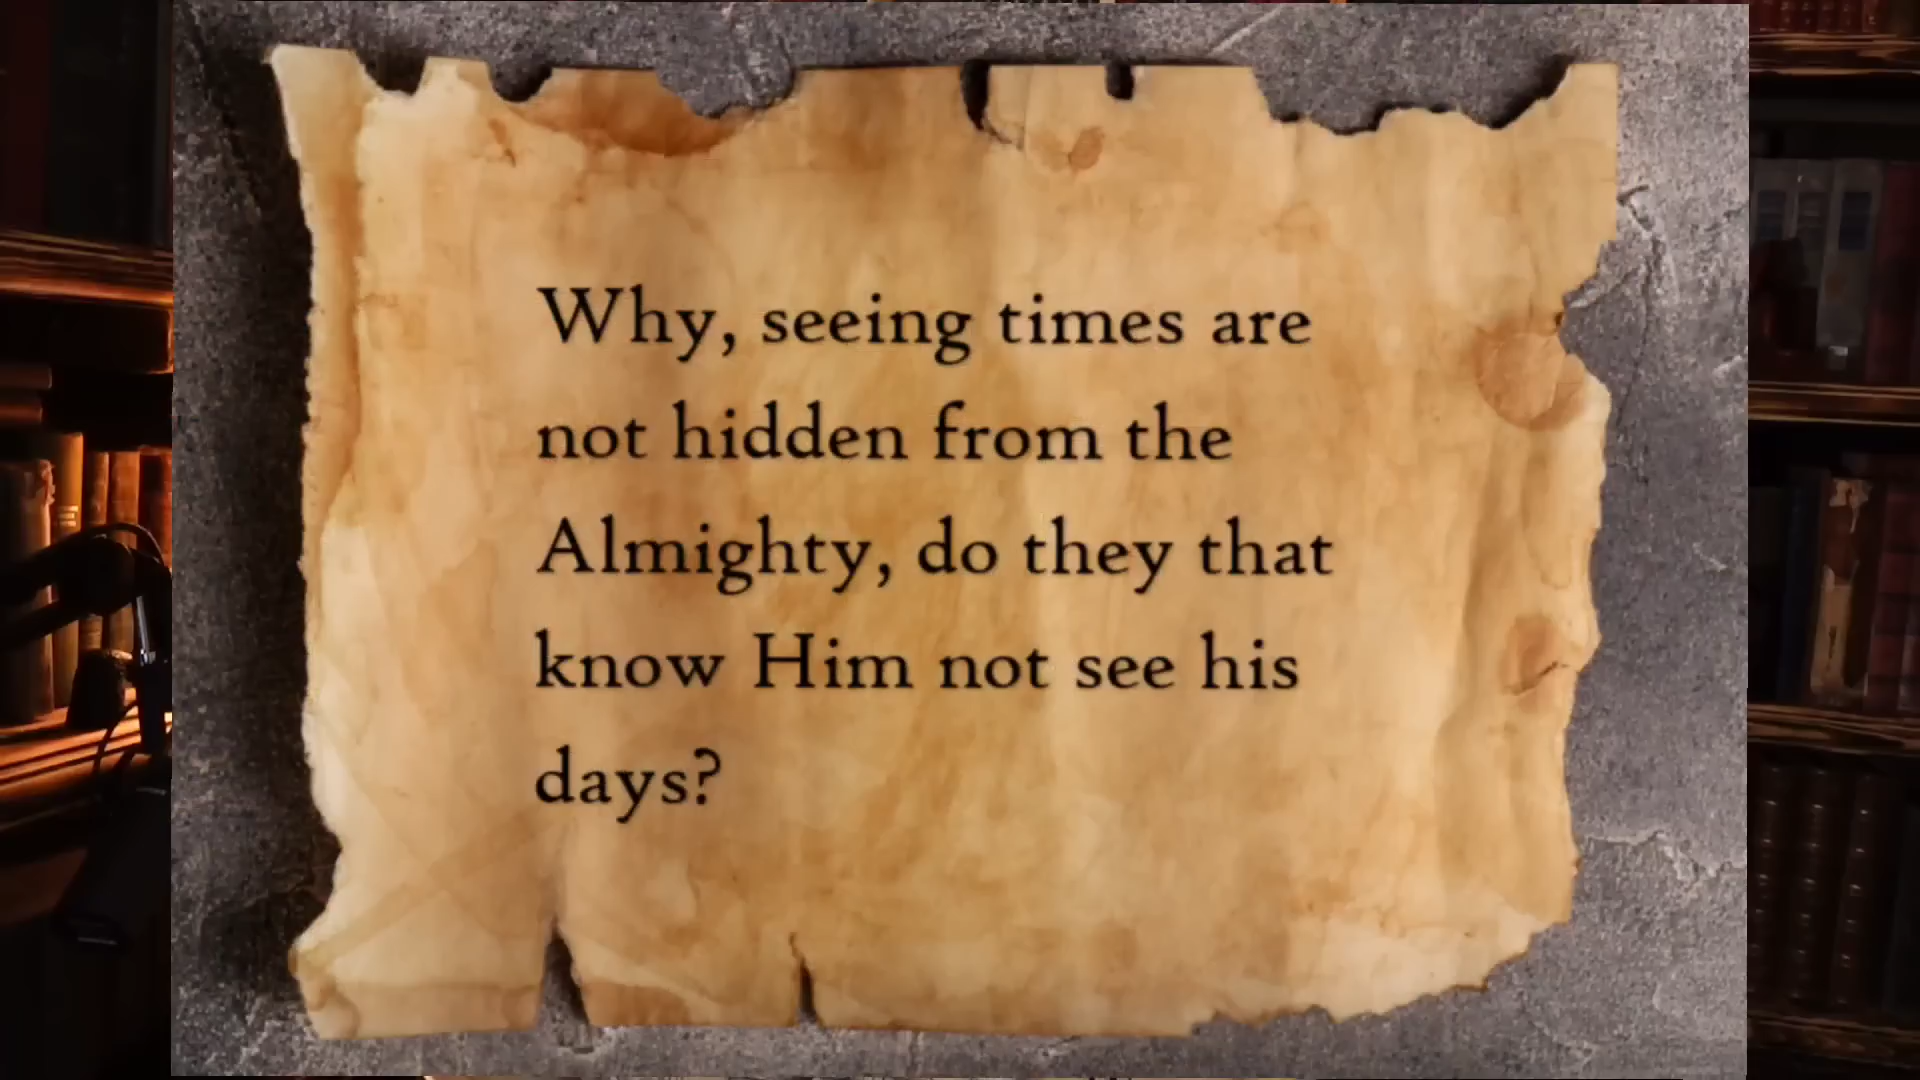 Why, seeing times are
not hidden from the
Almighty, do they that
know Him not see his
days?